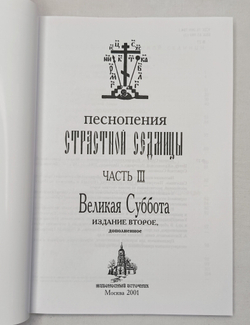 песнопения
СТРАСТНОЙ СЕДМИЦЫ
ЧАСТЬ III
Великая Суббота
ИЗДАНИЕ ВТОРОЕ,
дополненное
Москва 2001